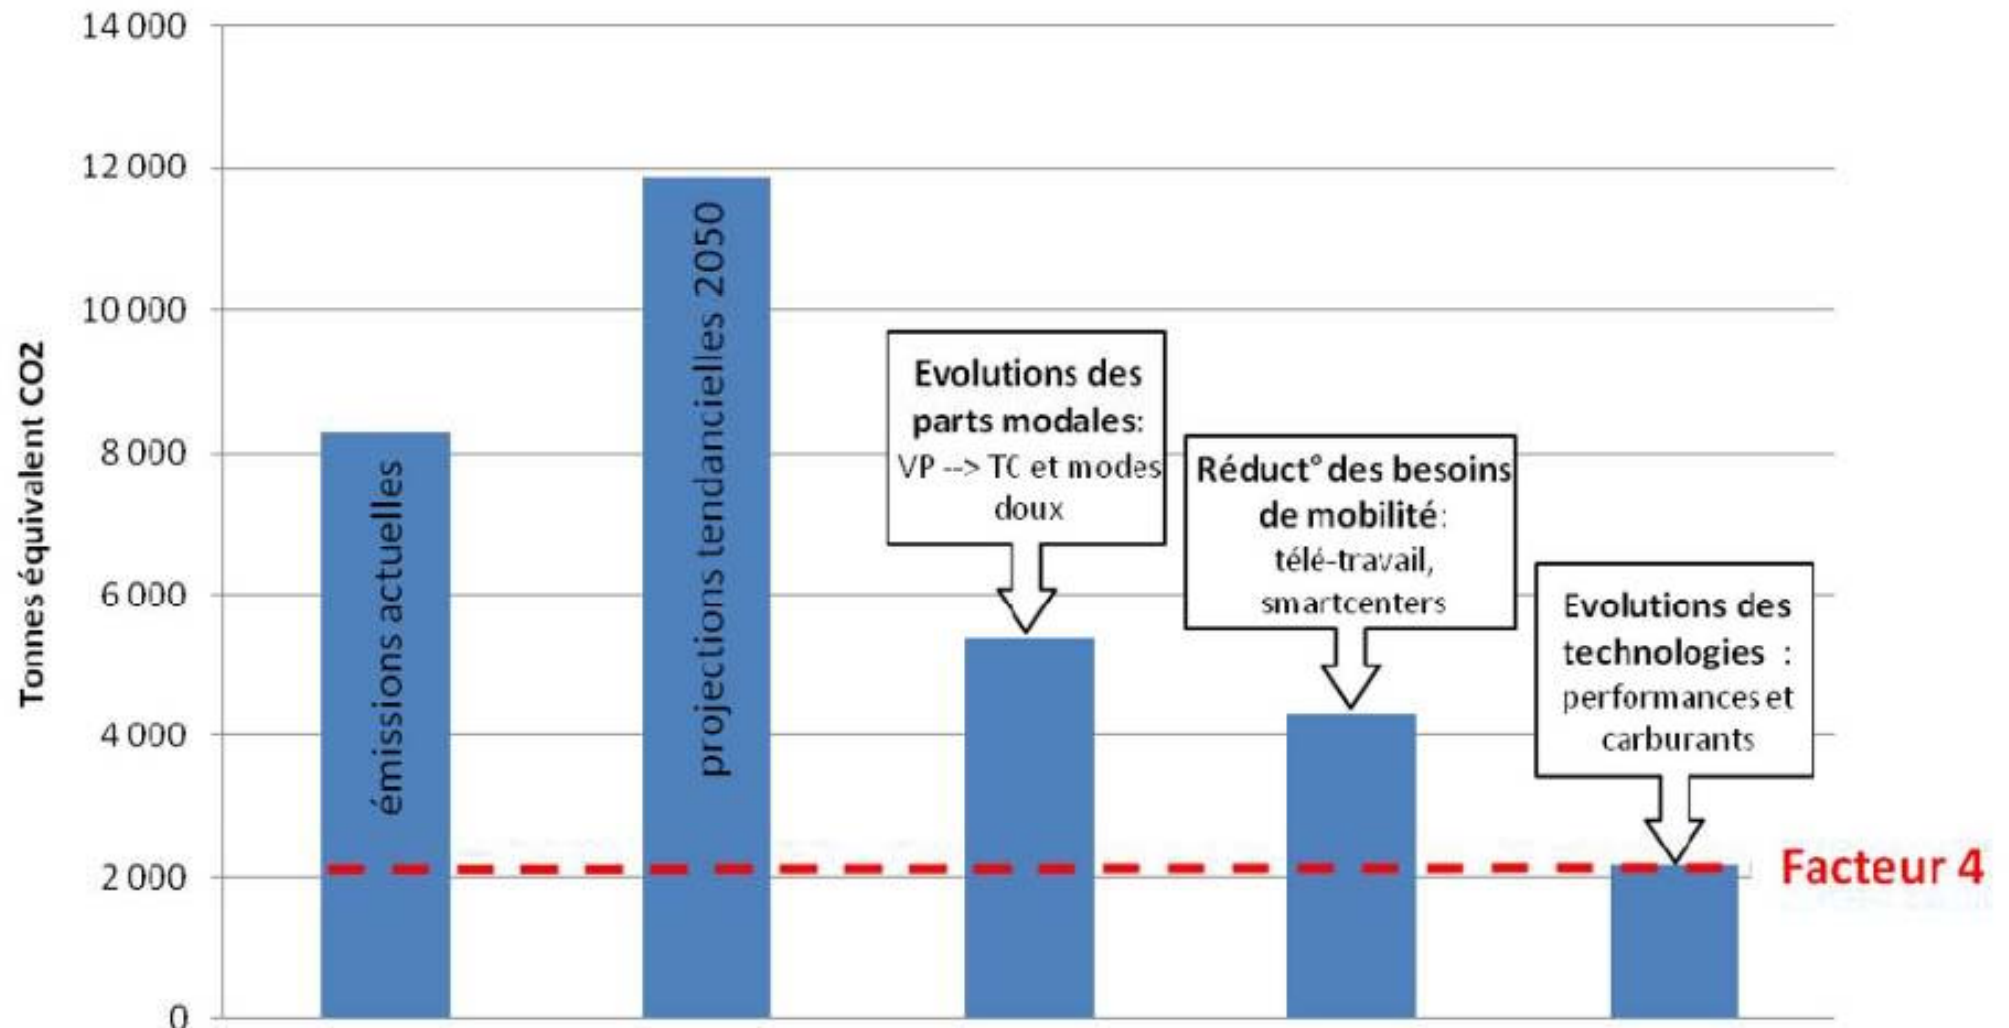 14 000
12 000
10 000
8 000
6 000
4 000
2 000
0
Tonnes équivalent CO2
émissions actuelles
projections tendancielles 2050
Evolutions des
parts modales:
VP --> TC et modes
doux
Réduct° des besoins
de mobilité:
télé-travail,
smartcenters
Evolutions des
technologies :
performances et
carburants
Facteur 4